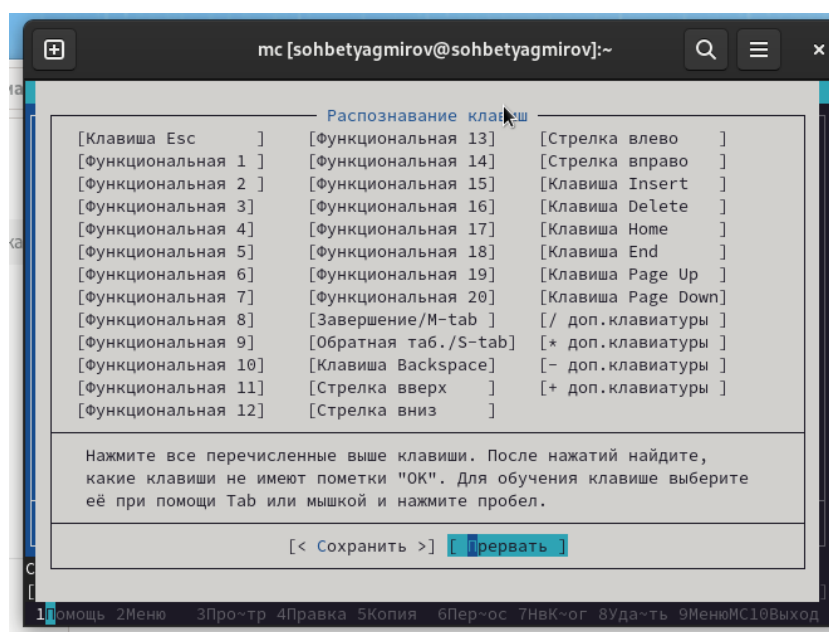 mc [sohbetyagmirov@sohbetyagmirov]:~
Распознавание клавиш
[Клавиша Esc ] [Функциональная 13] [Стрелка влево ]
[Функциональная 1 ] [Функциональная 14] [Стрелка вправо ]
[Функциональная 2 ] [Функциональная 15] [Клавиша Insert ]
[Функциональная 3] [Функциональная 16] [Клавиша Delete ]
[Функциональная 4] [Функциональная 17] [Клавиша Home ]
[Функциональная 5] [Функциональная 18] [Клавиша End ]
[Функциональная 6] [Функциональная 19] [Клавиша Page Up ]
[Функциональная 7] [Функциональная 20] [Клавиша Page Down]
[Функциональная 8] [Завершение/M-tab ] [/ доп.клавиатуры ]
[Функциональная 9] [Обратная таб./S-tab] [* доп.клавиатуры ]
[Функциональная 10] [Клавиша Backspace] [- доп.клавиатуры ]
[Функциональная 11] [Стрелка вверх ] [+ доп.клавиатуры ]
[Функциональная 12] [Стрелка вниз ]
Нажмите все перечисленные выше клавиши. После нажатий найдите,
какие клавиши не имеют пометки "OK". Для обучения клавише выберите
её при помощи Tab или мышкой и нажмите пробел.
[< Сохранить >] [ Прервать ]
1Помощь 2Меню 3Про~тр 4Правка 5Копия 6Пер~ос 7НвК~ог 8Уда~ть 9МенюMC10Выход